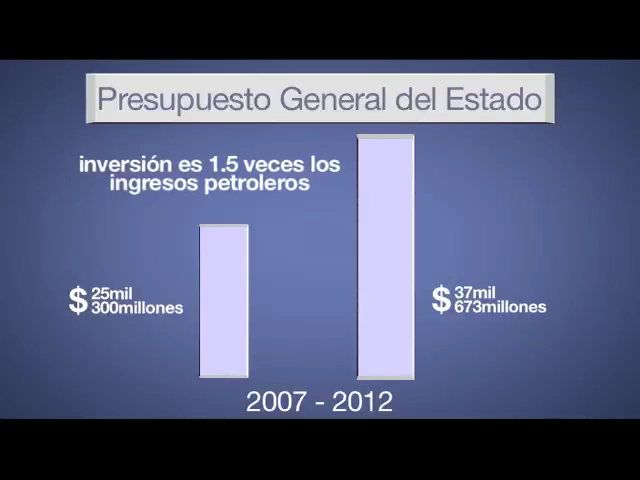 Presupuesto General del Estado
inversión es 1.5 veces los
ingresos petroleros
$ 25mil
300millones
$ 37mil
673millones
2007 - 2012